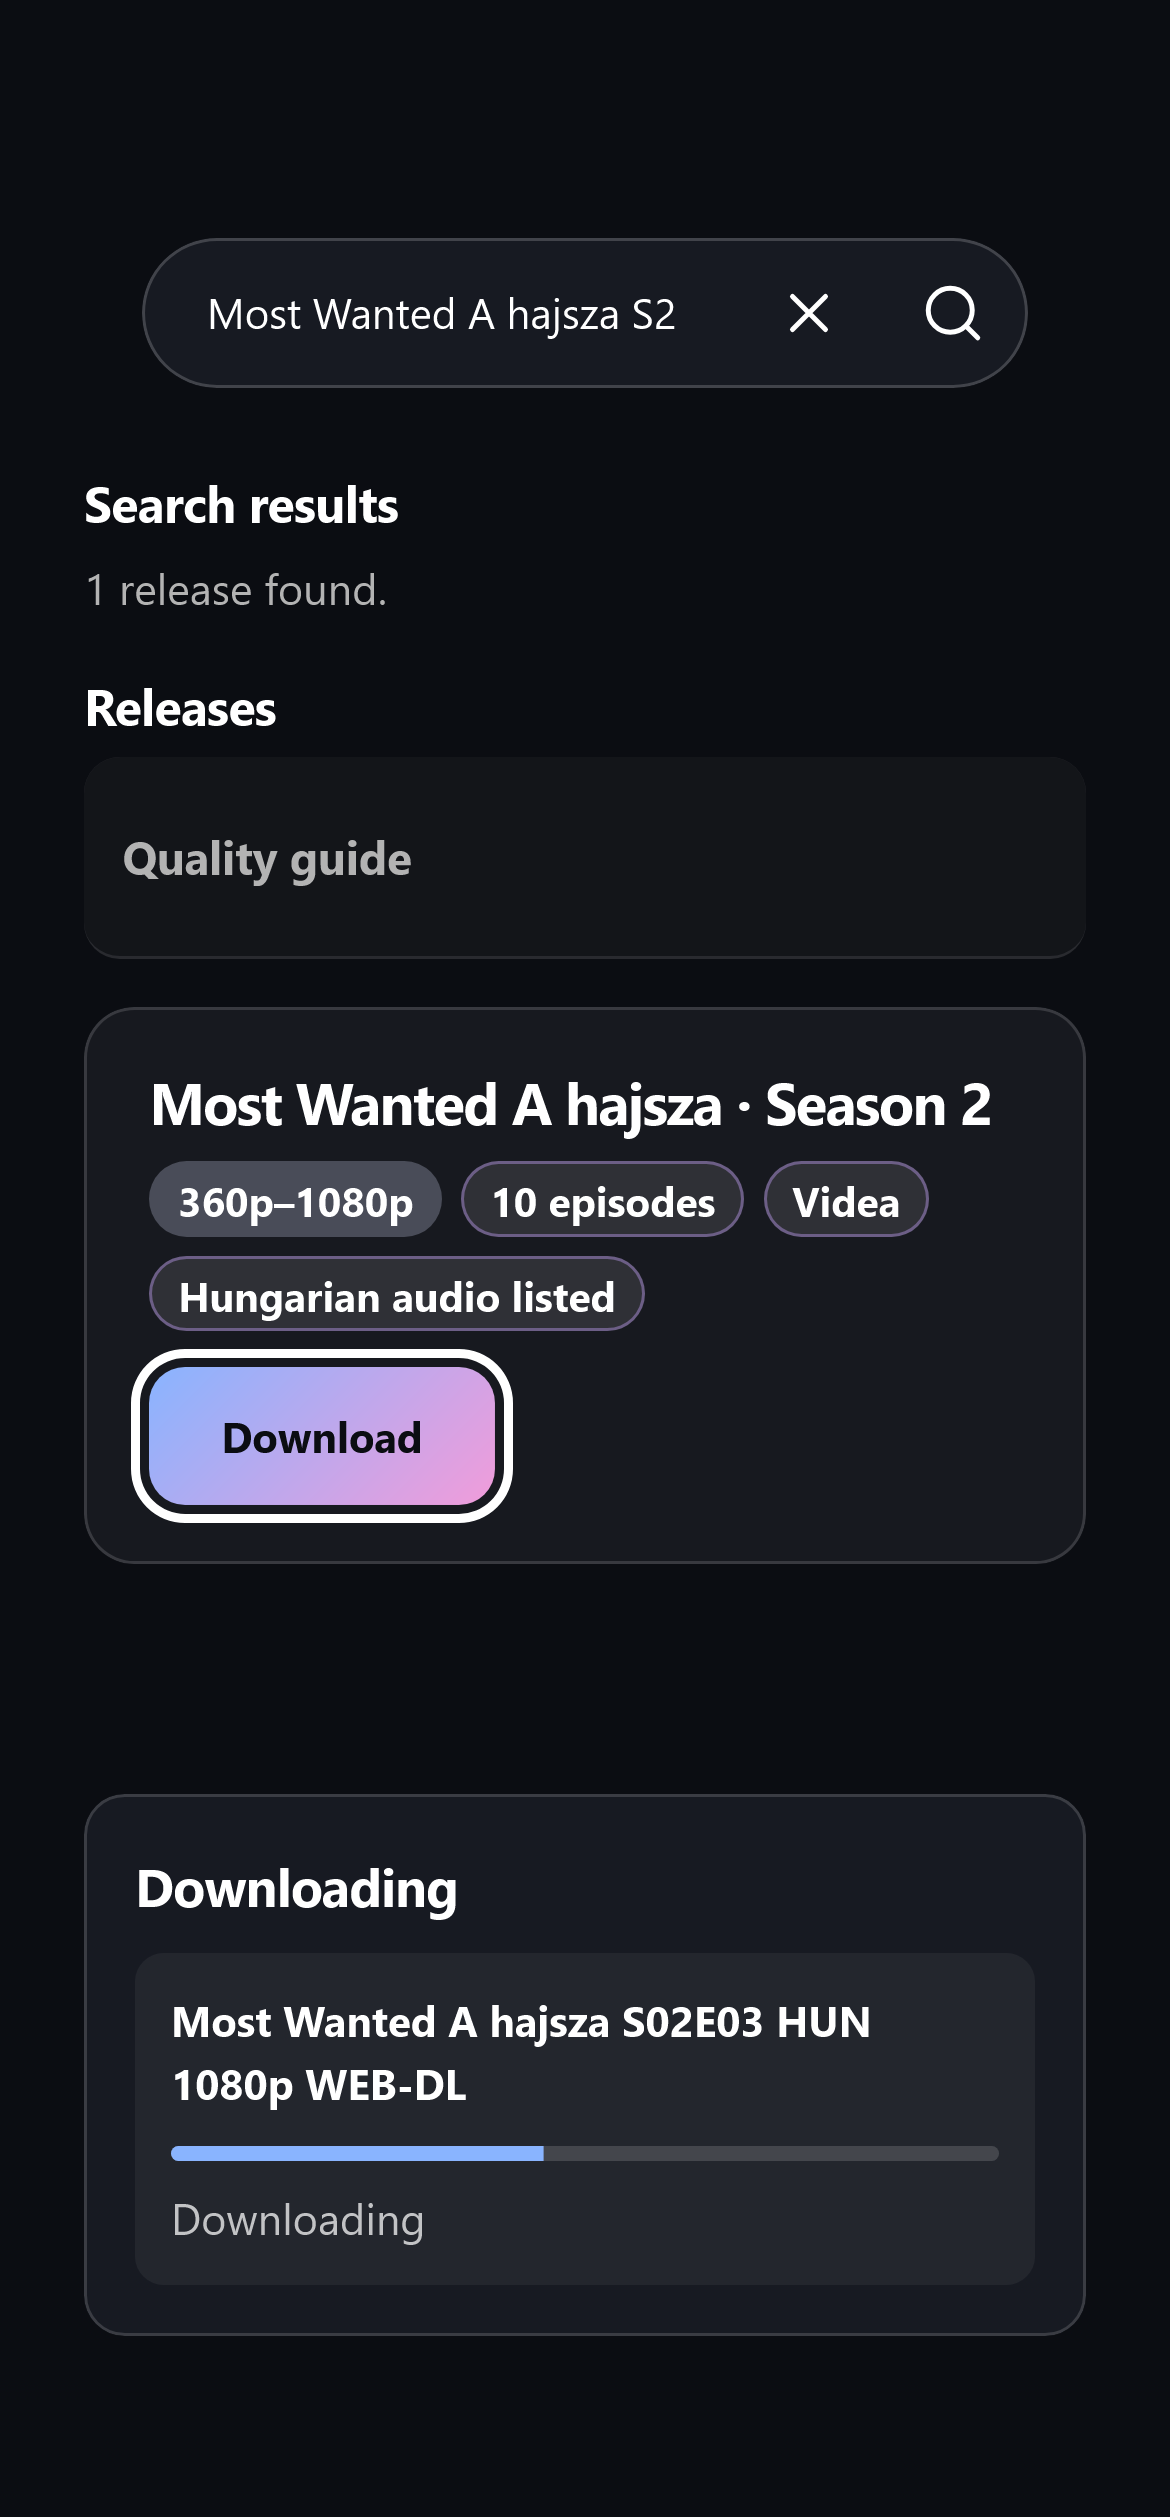 Most Wanted A hajsza S2
Search results
1 release found.
Releases
Quality guide
Most Wanted A hajsza · Season 2
360p–1080p 10 episodes Videa
Hungarian audio listed
Download
Downloading
Most Wanted A hajsza S02E03 HUN
1080p WEB-DL
Downloading